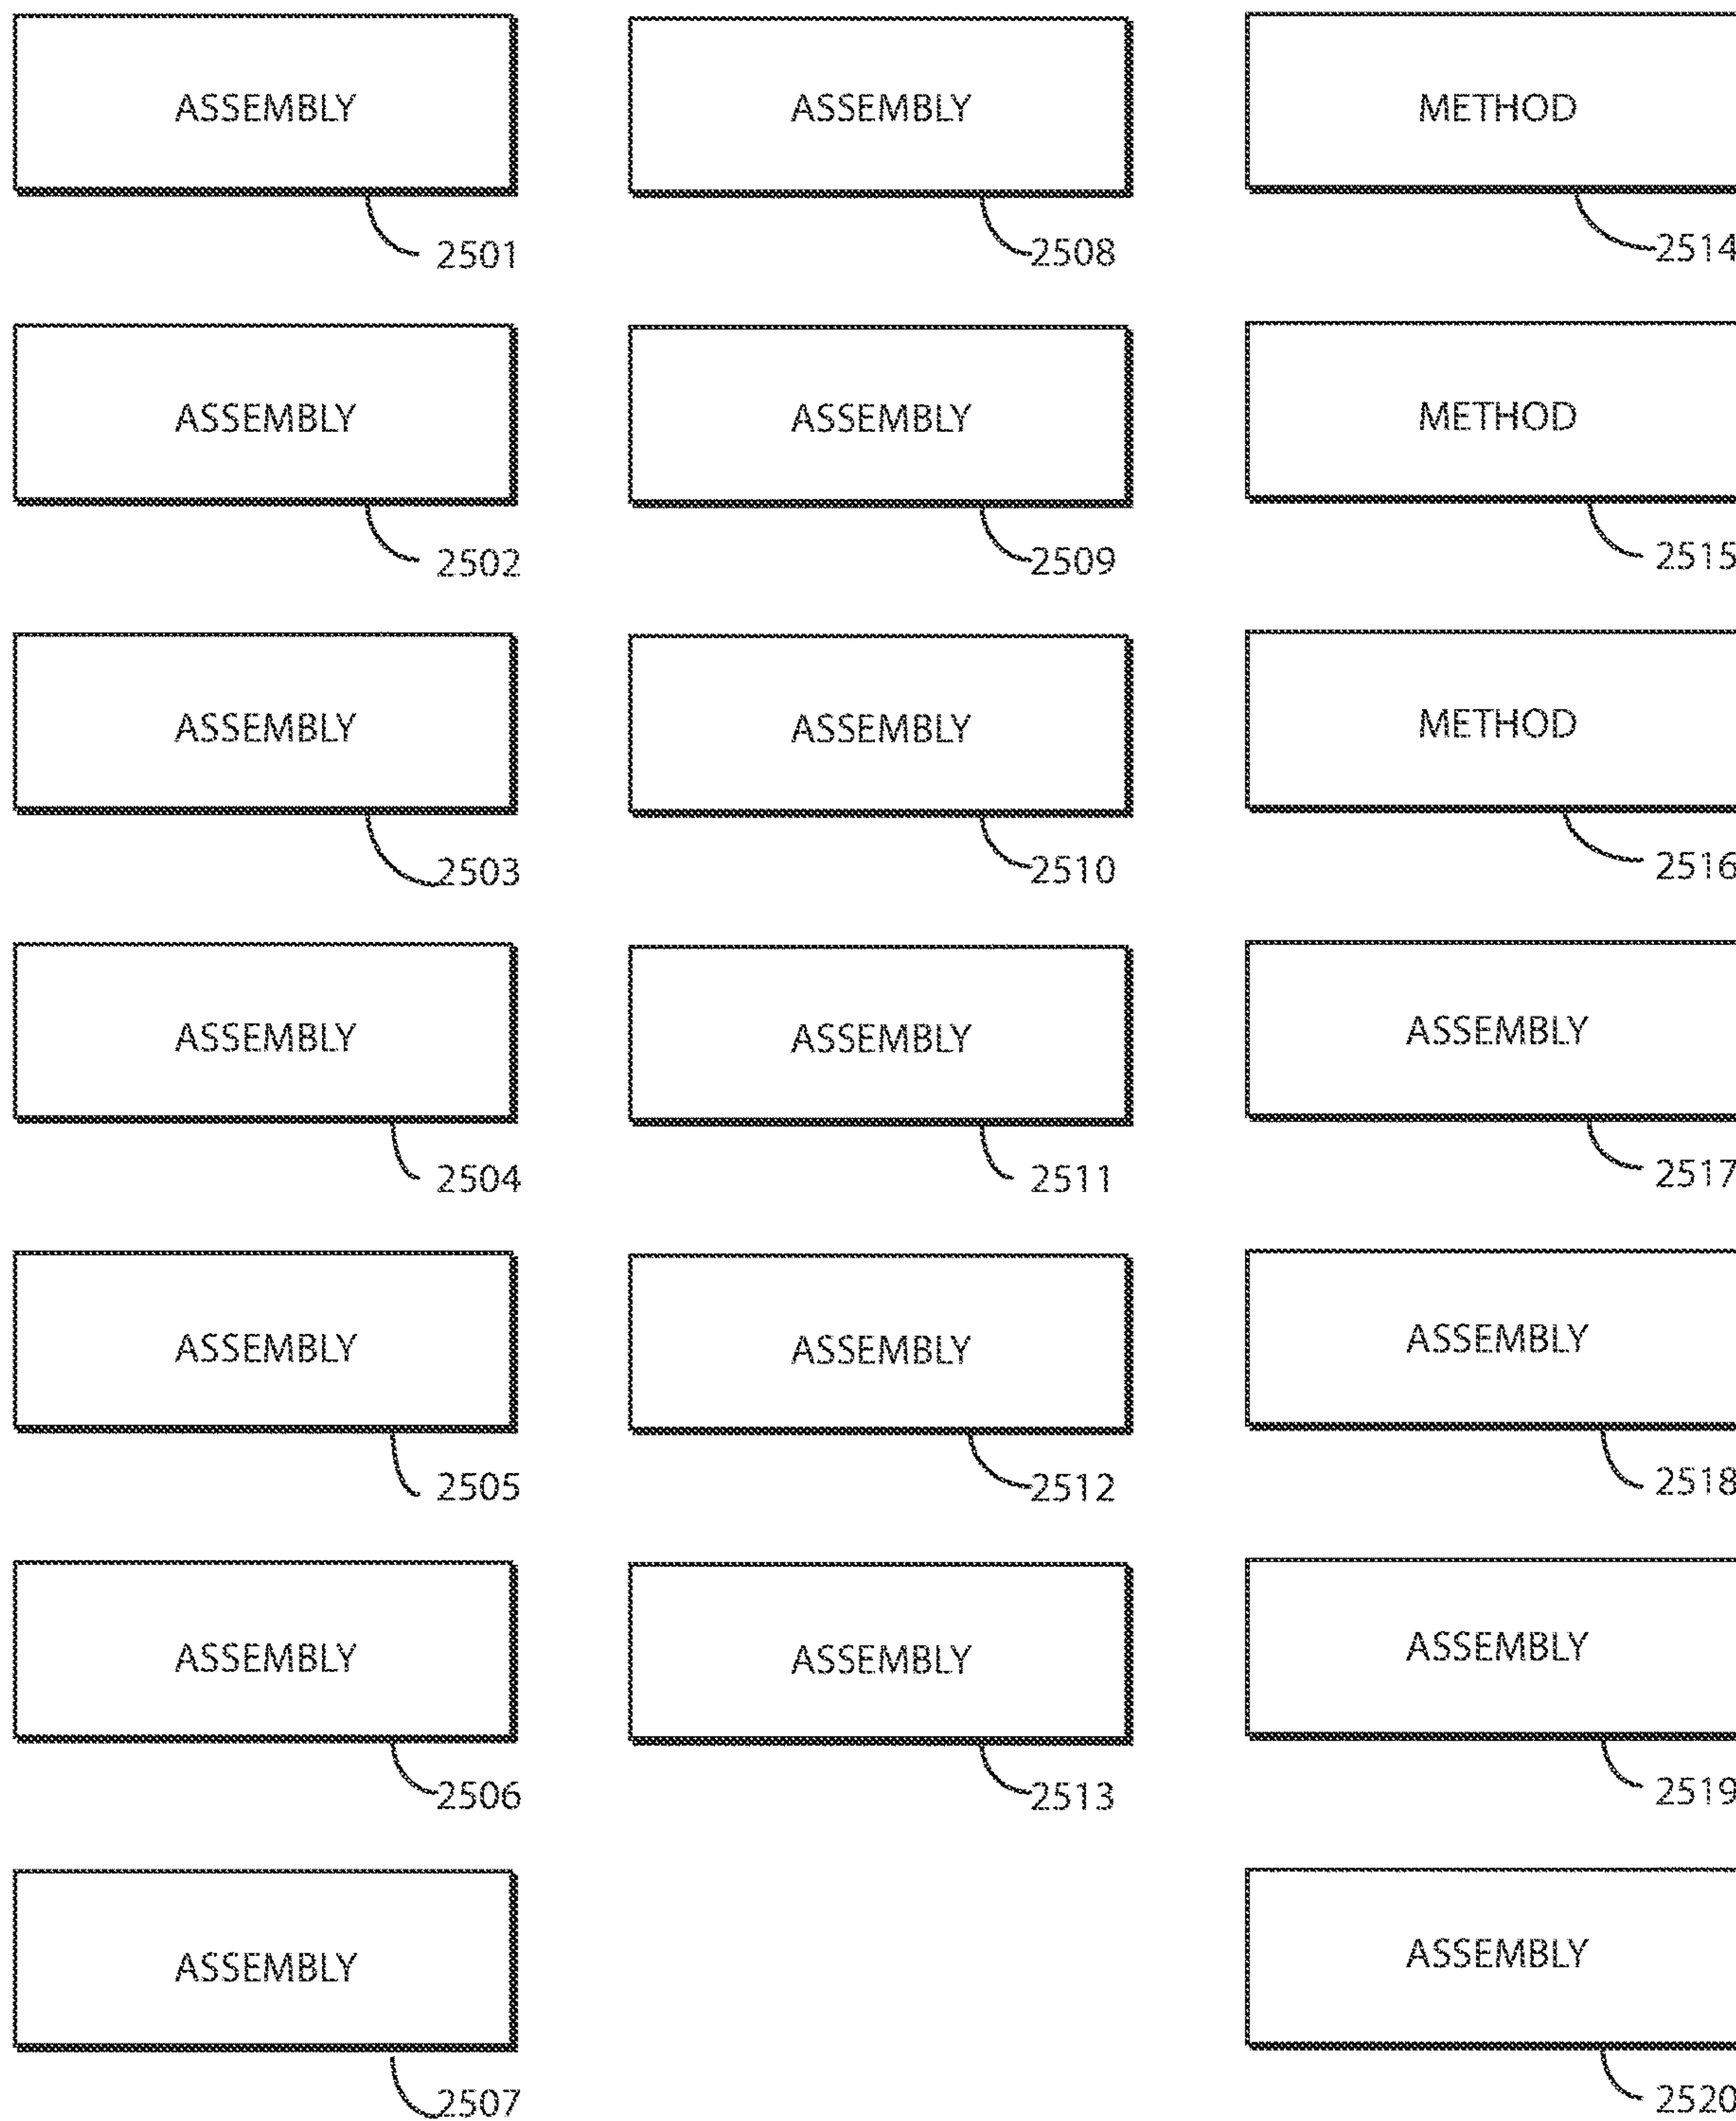 ASSEMBLY
2501
ASSEMBLY
2502
ASSEMBLY
2503
ASSEMBLY
2504
ASSEMBLY
2505
ASSEMBLY
2506
ASSEMBLY
2507
ASSEMBLY
2508
ASSEMBLY
2509
ASSEMBLY
2510
ASSEMBLY
2511
ASSEMBLY
2512
ASSEMBLY
2513
METHOD
2514
METHOD
2515
METHOD
2516
ASSEMBLY
2517
ASSEMBLY
2518
ASSEMBLY
2519
ASSEMBLY
2520